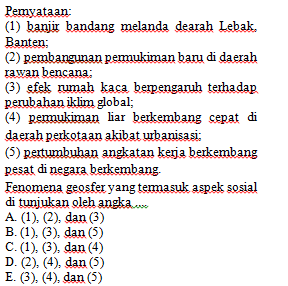 Pernyataan:
(1) banjir bandang melanda dearah Lebak,
Banten;
(2) pembangunan permukiman baru di daerah
rawan bencana;
(3) efek rumah kaca berpengaruh terhadap
perubahan iklim global;
(4) permukiman liar berkembang cepat di
daerah perkotaan akibat urbanisasi;
(5) pertumbuhan angkatan kerja berkembang
pesat di negara berkembang.
Fenomena geosfer yang termasuk aspek sosial
di tunjukan oleh angka....
A. (1), (2), dan (3)
B. (1), (3), dan (5)
C. (1), (3), dan (4)
D. (2), (4), dan (5)
E. (3), (4), dan (5)